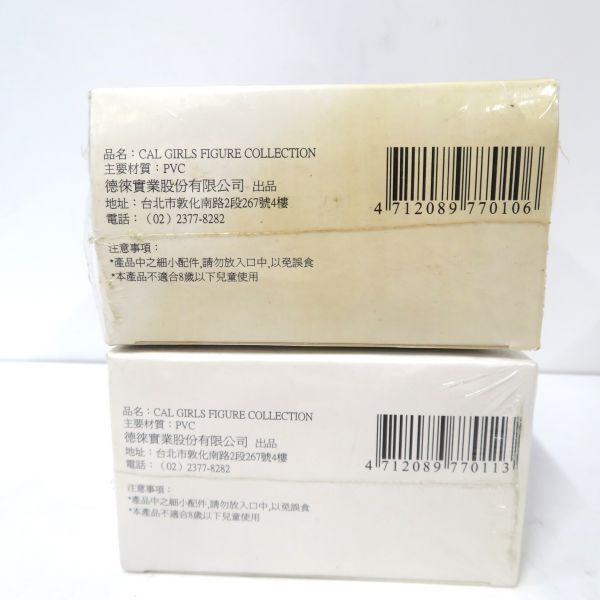 品名：CAL GIRLS FIGURE COLLECTION
主要材質：PVC
德徠實業股份有限公司 出品
地址：台北市敦化南路2段267號4樓
電話：（02）2377-8282
4 712089 770106
注意事項：
*產品中之細小配件,請勿放入口中,以免誤食
*本產品不適合8歲以下兒童使用
品名：CAL GIRLS FIGURE COLLECTION
主要材質：PVC
德徠實業股份有限公司 出品
地址：台北市敦化南路2段267號4樓
電話：（02）2377-8282
4 712089 770113
注意事項：
*產品中之細小配件,請勿放入口中,以免誤食
*本產品不適合8歲以下兒童使用